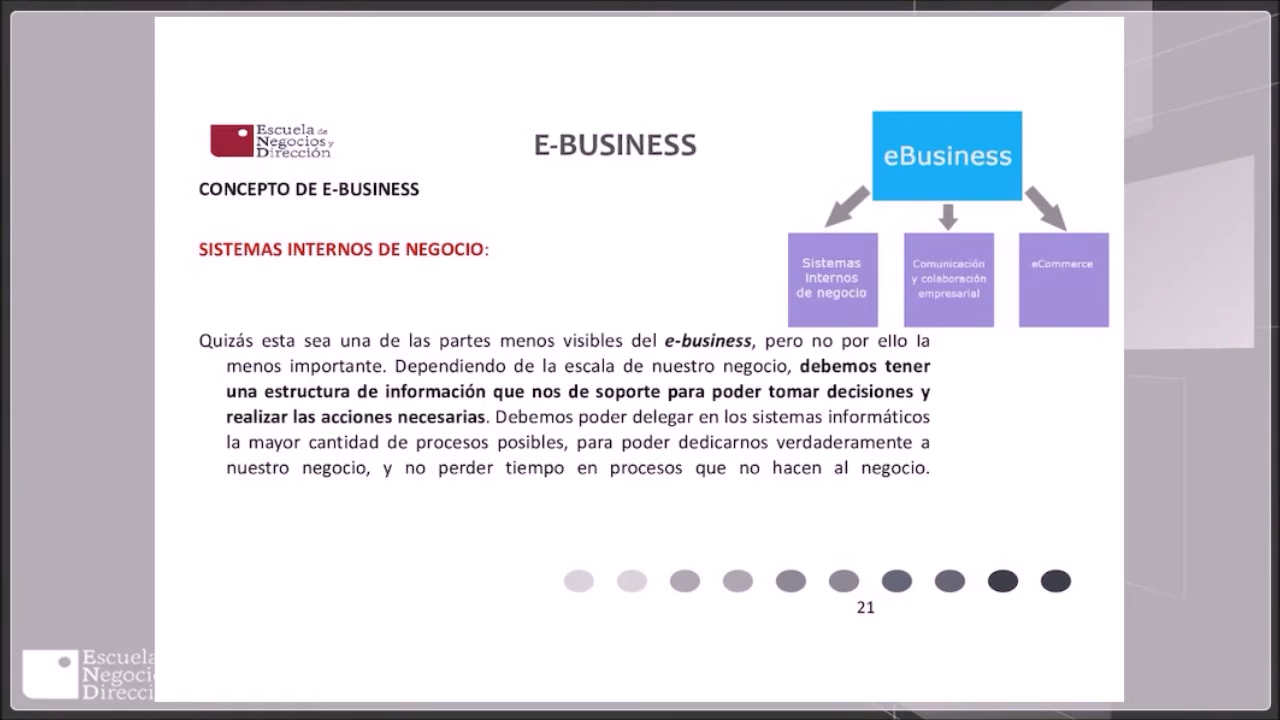 Escuela de
Negocios y
Dirección
E-BUSINESS
eBusiness
CONCEPTO DE E-BUSINESS
SISTEMAS INTERNOS DE NEGOCIO:
Sistemas
internos
de negocio
Comunicación
y colaboración
empresarial
eCommerce
Quizás esta sea una de las partes menos visibles del e-business, pero no por ello la
menos importante. Dependiendo de la escala de nuestro negocio, debemos tener
una estructura de información que nos de soporte para poder tomar decisiones y
realizar las acciones necesarias. Debemos poder delegar en los sistemas informáticos
la mayor cantidad de procesos posibles, para poder dedicarnos verdaderamente a
nuestro negocio, y no perder tiempo en procesos que no hacen al negocio.
21
Escuela
Negoci
Direcci